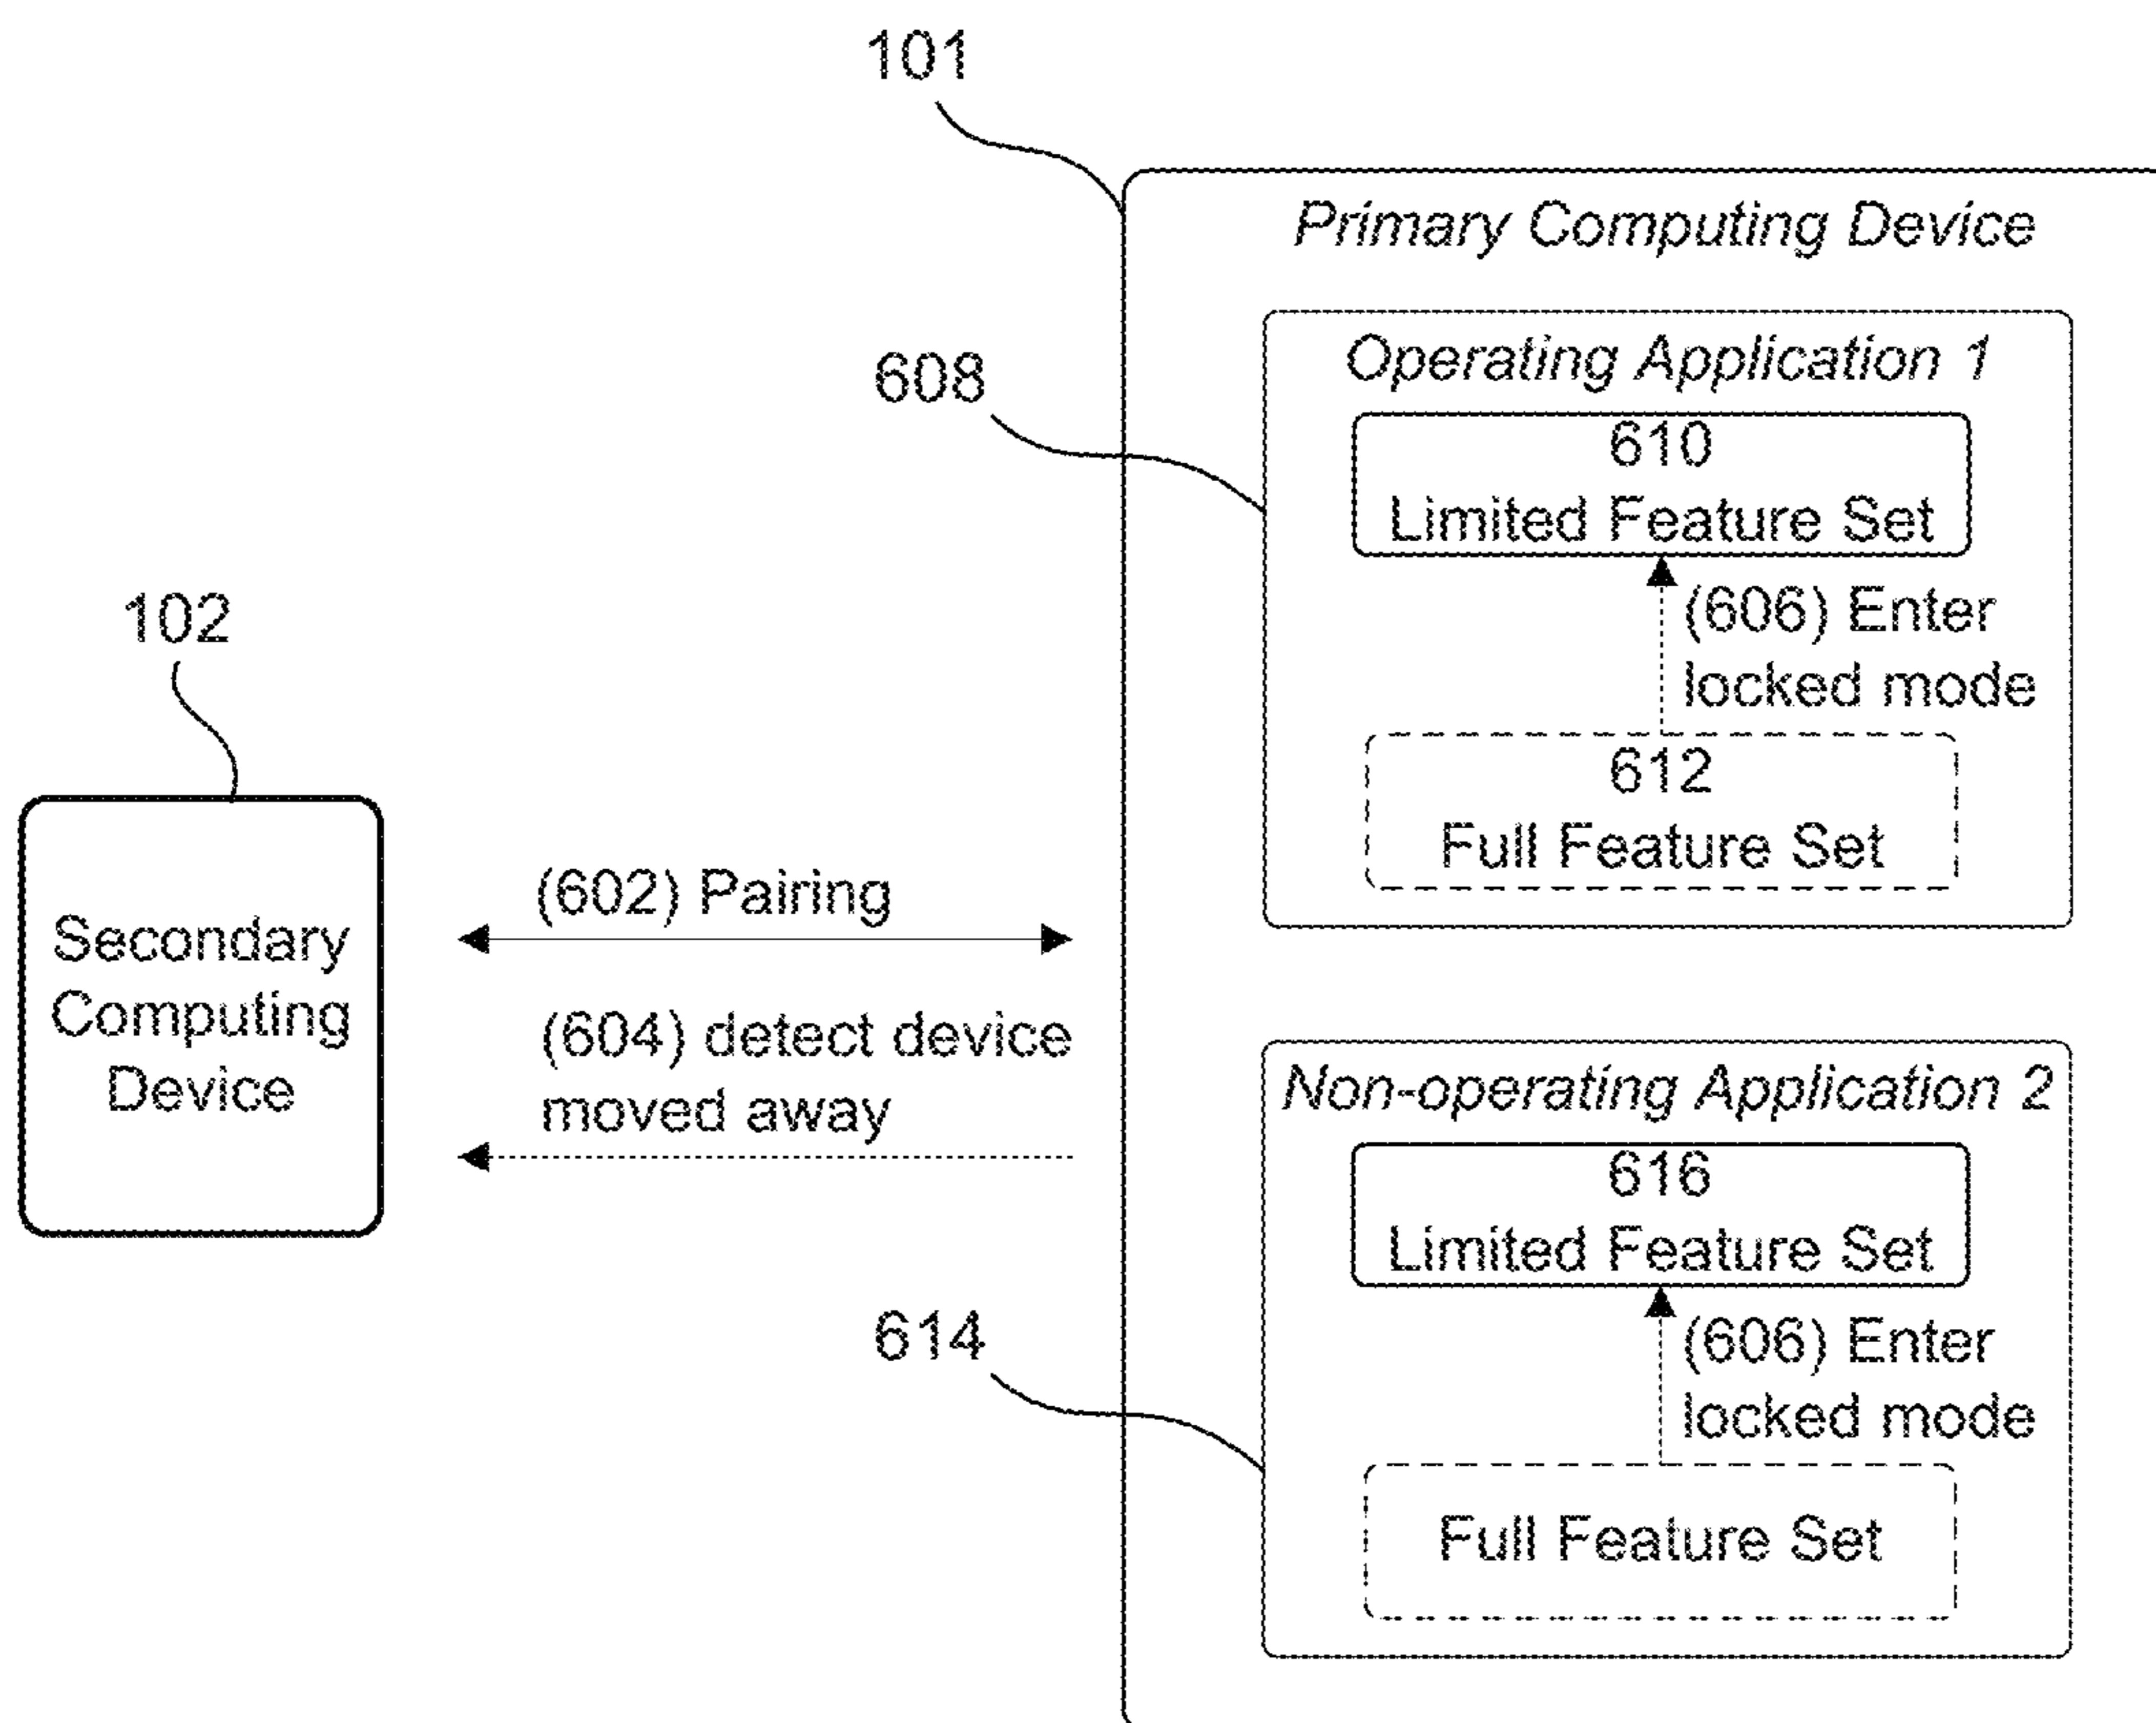 101
Primary Computing Device
608
Operating Application 1
610
Limited Feature Set
(606) Enter
locked mode
612
Full Feature Set
102
Secondary
Computing
Device
(602) Pairing
(604) detect device
moved away
614
Non-operating Application 2
616
Limited Feature Set
(606) Enter
locked mode
Full Feature Set